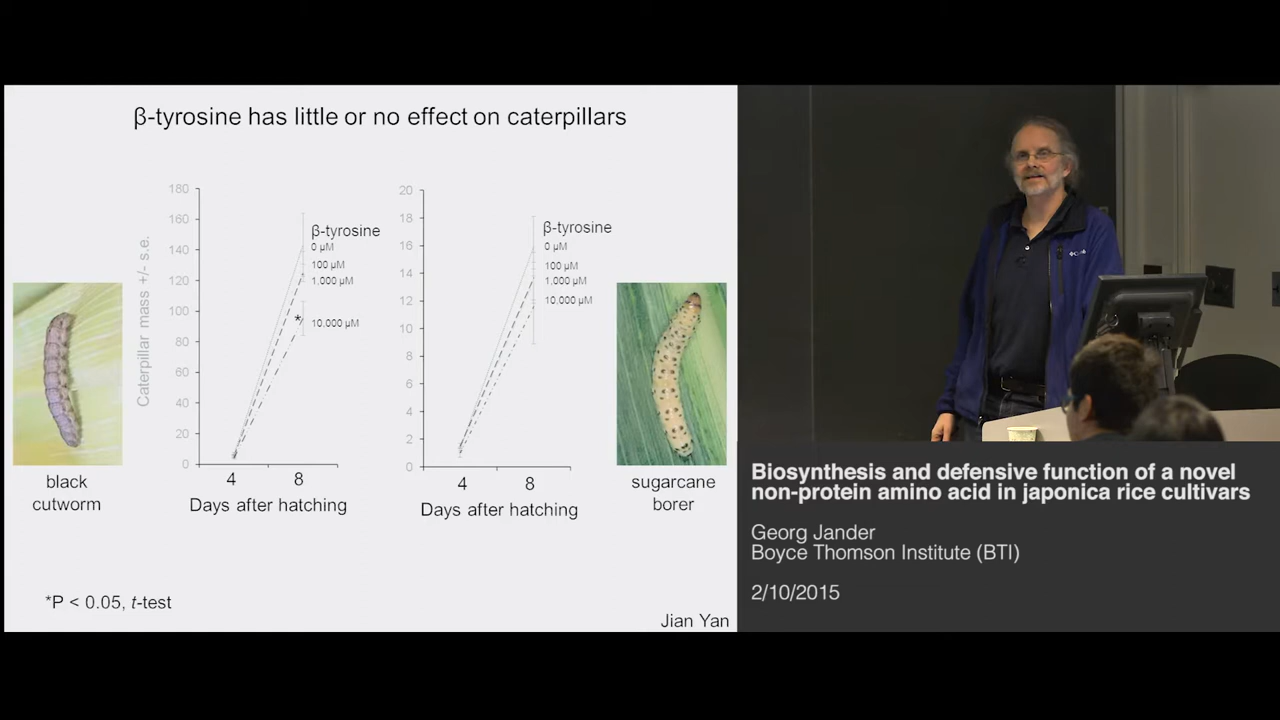 β-tyrosine has little or no effect on caterpillars
Caterpillar mass +/- s.e.
180
160
140
120
100
80
60
40
20
0
4
8
Days after hatching
β-tyrosine
0 µM
100 µM
1,000 µM
*
10.000 µM
20
18
16
14
12
10
8
6
4
2
0
4
8
Days after hatching
β-tyrosine
0 µM
100 µM
1,000 µM
10.000 µM
black
cutworm
sugarcane
borer
*P < 0.05, t-test
Jian Yan
Biosynthesis and defensive function of a novel
non-protein amino acid in japonica rice cultivars
Georg Jander
Boyce Thomson Institute (BTI)
2/10/2015